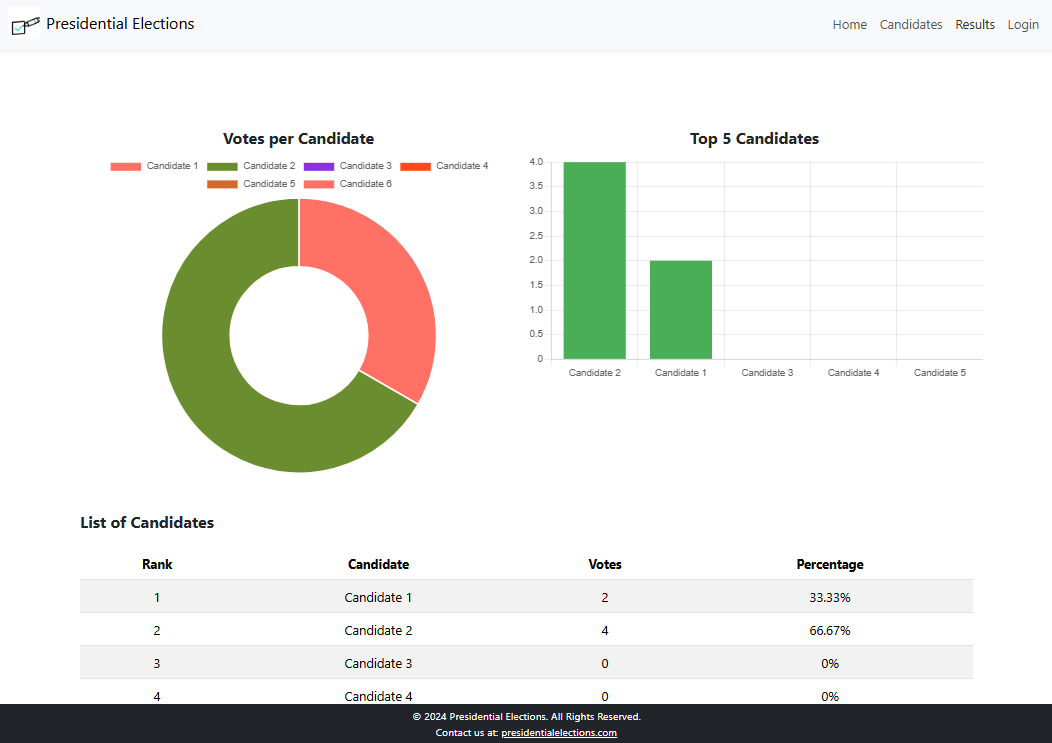 Presidential Elections
Home Candidates Results Login
Votes per Candidate
Candidate 1 Candidate 2 Candidate 3 Candidate 4
Candidate 5 Candidate 6
Top 5 Candidates
4.0
3.5
3.0
2.5
2.0
1.5
1.0
0.5
0
Candidate 2 Candidate 1 Candidate 3 Candidate 4 Candidate 5
List of Candidates
Rank Candidate Votes Percentage
1 Candidate 1 2 33.33%
2 Candidate 2 4 66.67%
3 Candidate 3 0 0%
4 Candidate 4 0 0%
© 2024 Presidential Elections. All Rights Reserved.
Contact us at: presidentialelections.com